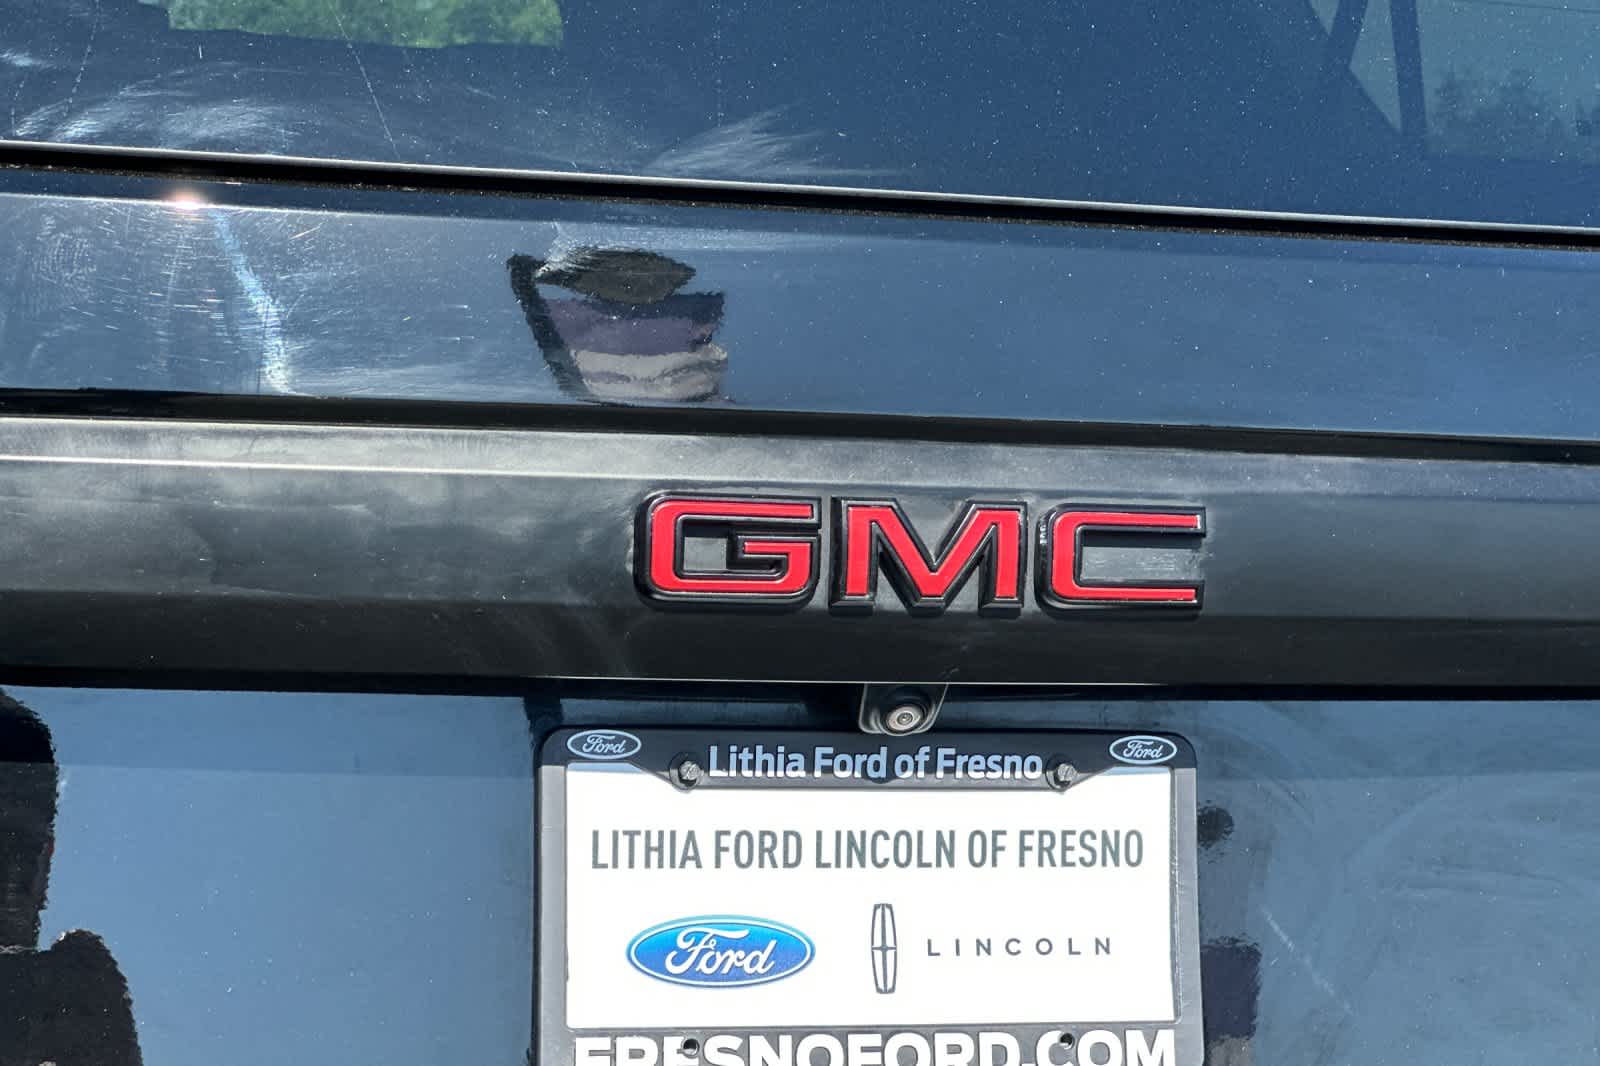 GMC
Ford
Lithia Ford of Fresno
Ford
LITHIA FORD LINCOLN OF FRESNO
Ford
LINCOLN
FRESNOFORD.COM